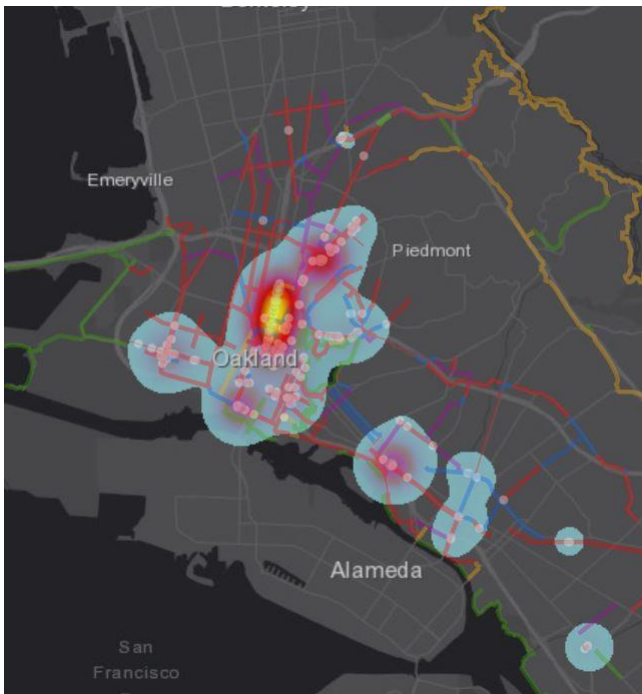 Emeryville
Piedmont
Oakland
Alameda
San
Francisco